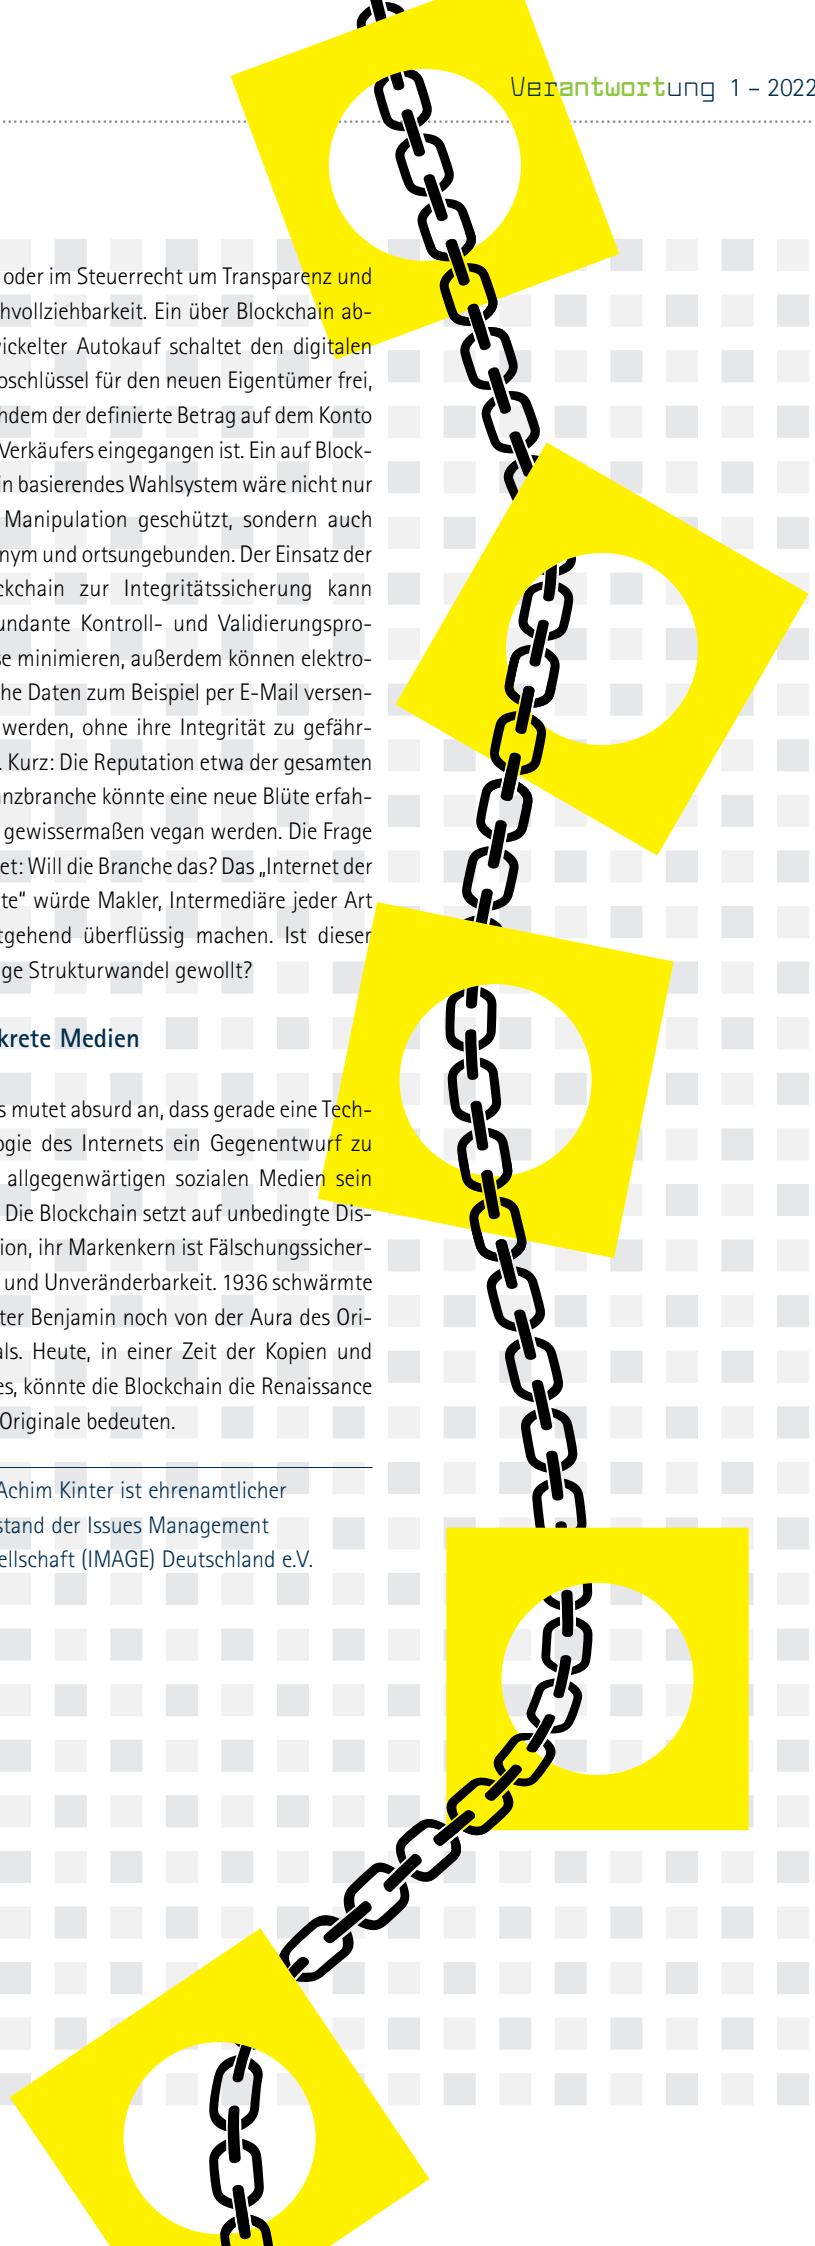 Verantwortung 1 – 2022
oder im Steuerrecht um Transparenz und
hvollziehbarkeit. Ein über Blockchain ab-
wickelter Autokauf schaltet den digitalen
oschlüssel für den neuen Eigentümer frei,
hdem der definierte Betrag auf dem Konto
Verkäufers eingegangen ist. Ein auf Block-
in basierendes Wahlsystem wäre nicht nur
Manipulation geschützt, sondern auch
nym und ortsungebunden. Der Einsatz der
ckchain zur Integritätssicherung kann
undante Kontroll- und Validierungspro-
se minimieren, außerdem können elektro-
che Daten zum Beispiel per E-Mail versen-
werden, ohne ihre Integrität zu gefähr-
. Kurz: Die Reputation etwa der gesamten
nzbranche könnte eine neue Blüte erfah-
gewissermaßen vegan werden. Die Frage
et: Will die Branche das? Das „Internet der
te“ würde Makler, Intermediäre jeder Art
tgehend überflüssig machen. Ist dieser
ige Strukturwandel gewollt?
krete Medien
s mutet absurd an, dass gerade eine Tech-
ogie des Internets ein Gegenentwurf zu
allgegenwärtigen sozialen Medien sein
Die Blockchain setzt auf unbedingte Dis-
ion, ihr Markenkern ist Fälschungssicher-
und Unveränderbarkeit. 1936 schwärmte
ter Benjamin noch von der Aura des Ori-
als. Heute, in einer Zeit der Kopien und
es, könnte die Blockchain die Renaissance
Originale bedeuten.
Achim Kinter ist ehrenamtlicher
stand der Issues Management
ellschaft (IMAGE) Deutschland e.V.